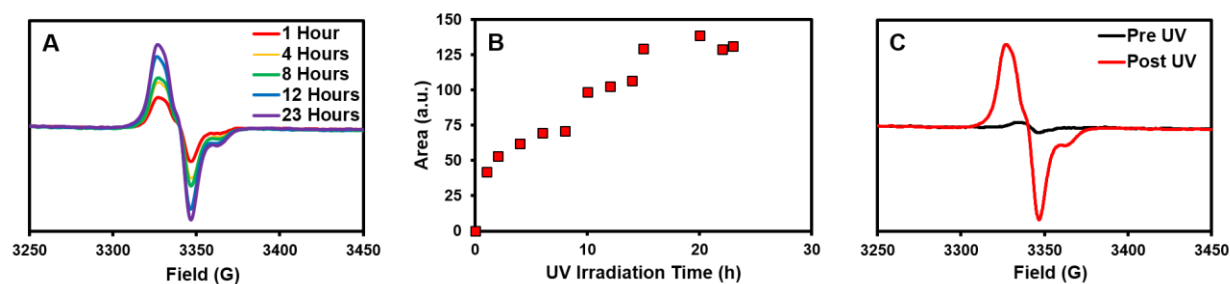 A
1 Hour
4 Hours
8 Hours
12 Hours
23 Hours
3250 3300 3350 3400 3450
Field (G)
B
150
125
100
75
50
25
0
Area (a.u.)
0 10 20 30
UV Irradiation Time (h)
C
Pre UV
Post UV
3250 3300 3350 3400 3450
Field (G)